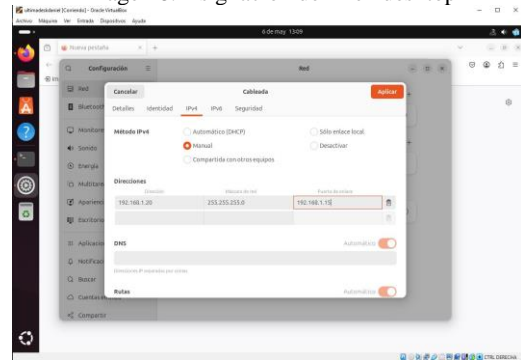 ultimadesdaniel [Corriendo] - Oracle VirtualBox
Archivo Máquina Ver Entrada Dispositivos Ayuda
6 de may 13:09
Nueva pestaña
Configuración
Red
Cancelar
Cableada
Aplicar
Detalles Identidad IPv4 IPv6 Seguridad
Red
Bluetooth
Método IPv4
Automático (DHCP)
Sólo enlace local
Manual
Desactivar
Compartida con otros equipos
Sonido
Energía
Multitarea
Direcciones
Dirección Máscara de red Puerta de enlace
192.168.1.20 255.255.255.0 192.168.1.15
Escritorio
DNS
Automático
Direcciones IP separadas por comas
Rutas
Automático
Buscar
Compartir
CTRL DERECHA